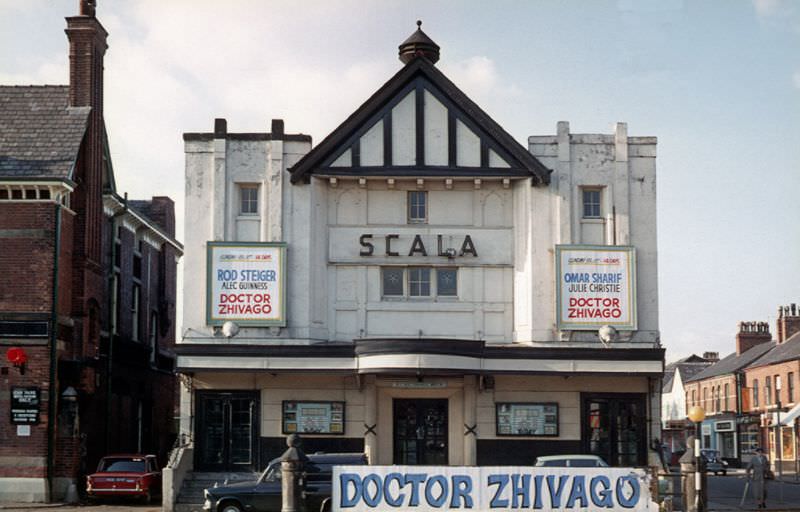 SCALA
ROD STEIGER
ALEC GUINNESS
DOCTOR
ZHIVAGO
OMAR SHARIF
JULIE CHRISTIE
DOCTOR
ZHIVAGO
DOCTOR ZHIVAGO